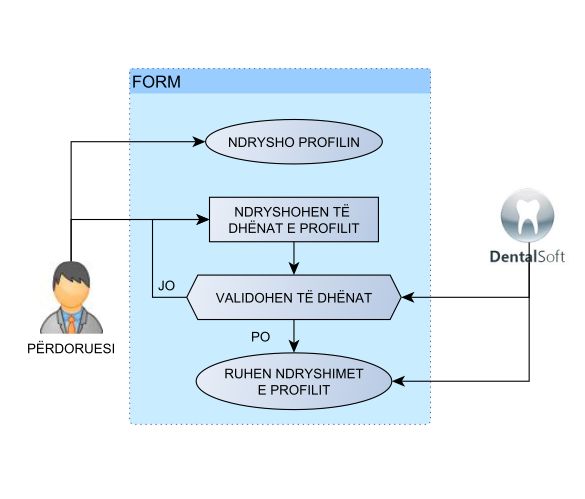 FORM
NDRYSHO PROFILIN
NDRYSHOHEN TË
DHËNAT E PROFILIT
DentalSoft
JO
VALIDOHEN TË DHËNAT
PO
PËRDORUESI
RUHEN NDRYSHIMET
E PROFILIT